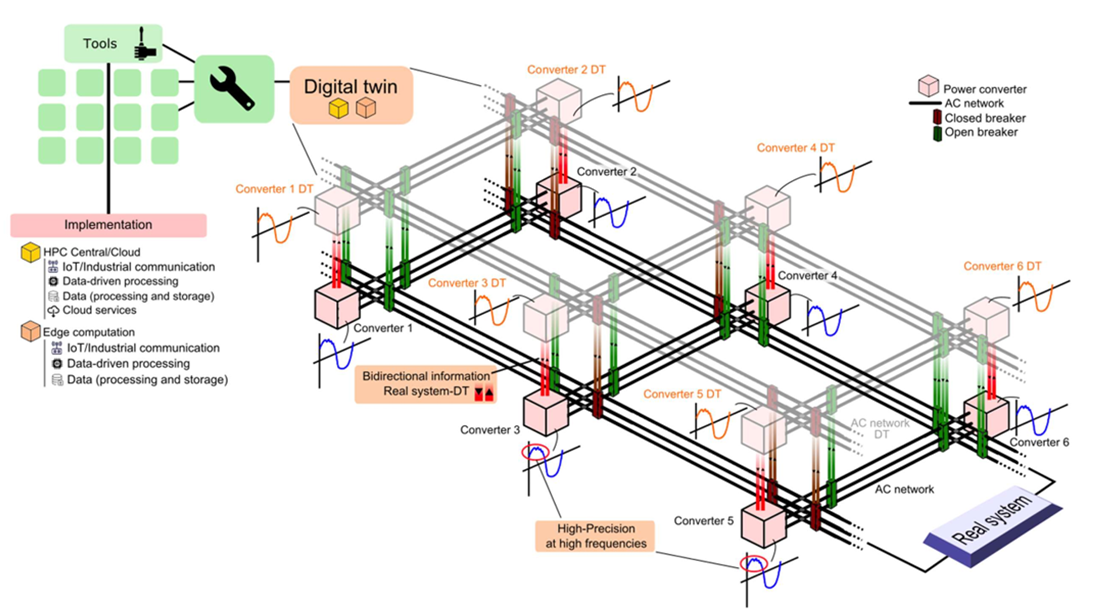 Tools
Digital twin
Implementation
HPC Central/Cloud
IoT/Industrial communication
Data-driven processing
Data (processing and storage)
Cloud services
Edge computation
IoT/Industrial communication
Data-driven processing
Data (processing and storage)
Converter 2 DT
Converter 4 DT
Converter 1 DT
Converter 2
Converter 3 DT
Converter 4
Converter 6 DT
Converter 1
Bidirectional information
Real system-DT
Converter 5 DT
Converter 3
AC network
DT
Converter 6
AC network
Converter 5
High-Precision
at high frequencies
Real system
Power converter
AC network
Closed breaker
Open breaker